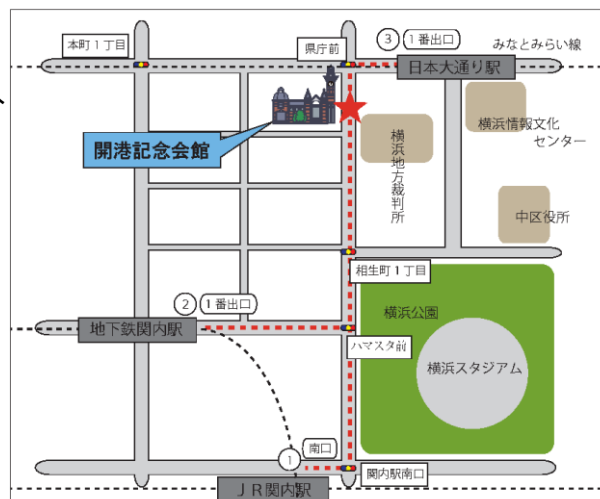 本町1丁目
県庁前
③ 1番出口
みなとみらい線
日本大通り駅
開港記念会館
横浜地方裁判所
横浜情報文化
センター
中区役所
相生町1丁目
② 1番出口
地下鉄関内駅
ハマスタ前
横浜公園
横浜スタジアム
① 南口
関内駅南口
JR関内駅